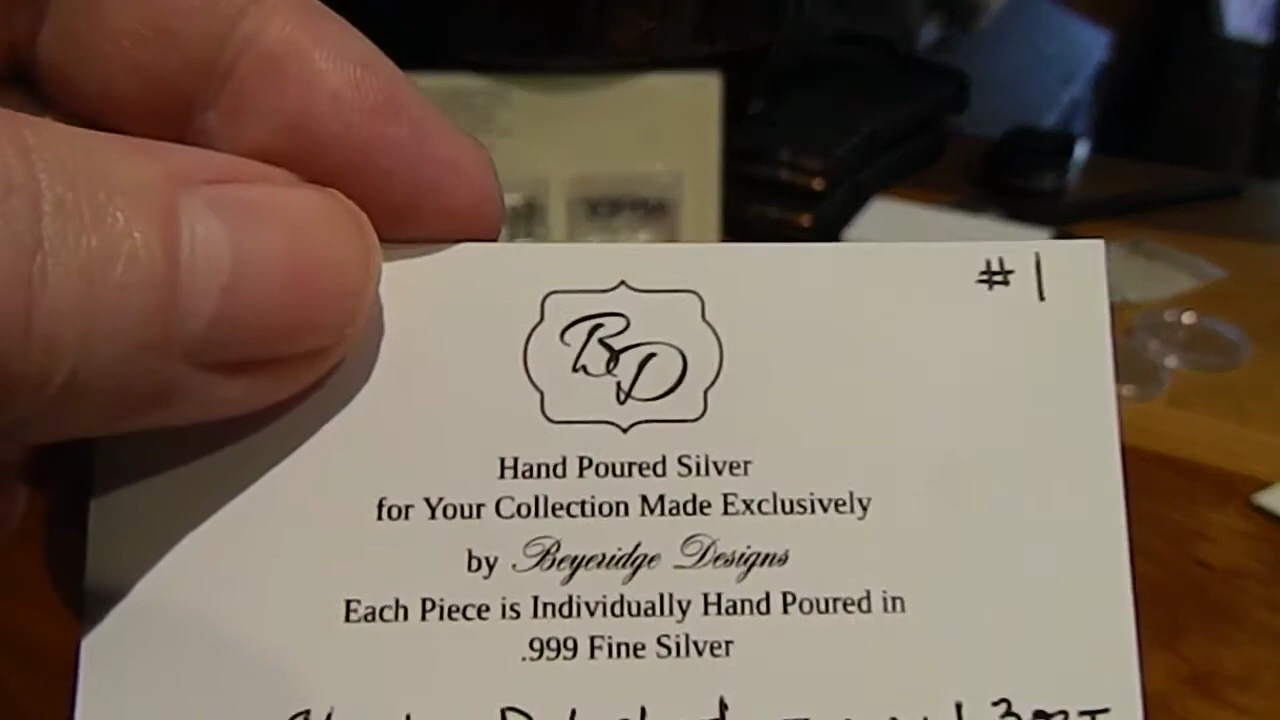 #1
BD
Hand Poured Silver
for Your Collection Made Exclusively
by Beyeridge Designs
Each Piece is Individually Hand Poured in
.999 Fine Silver